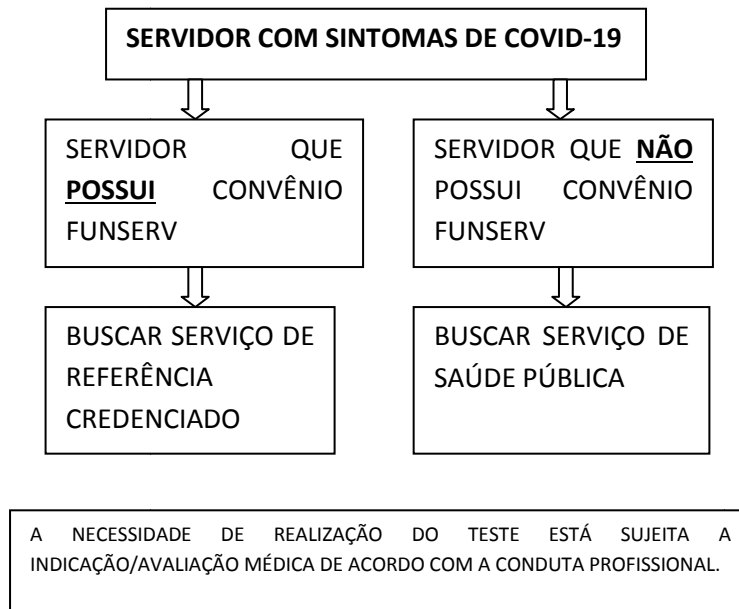 SERVIDOR COM SINTOMAS DE COVID-19
SERVIDOR QUE
POSSUI CONVÊNIO
FUNSERV
SERVIDOR QUE NÃO
POSSUI CONVÊNIO
FUNSERV
BUSCAR SERVIÇO DE
REFERÊNCIA
CREDENCIADO
BUSCAR SERVIÇO DE
SAÚDE PÚBLICA
A NECESSIDADE DE REALIZAÇÃO DO TESTE ESTÁ SUJEITA A
INDICAÇÃO/AVALIAÇÃO MÉDICA DE ACORDO COM A CONDUTA PROFISSIONAL.